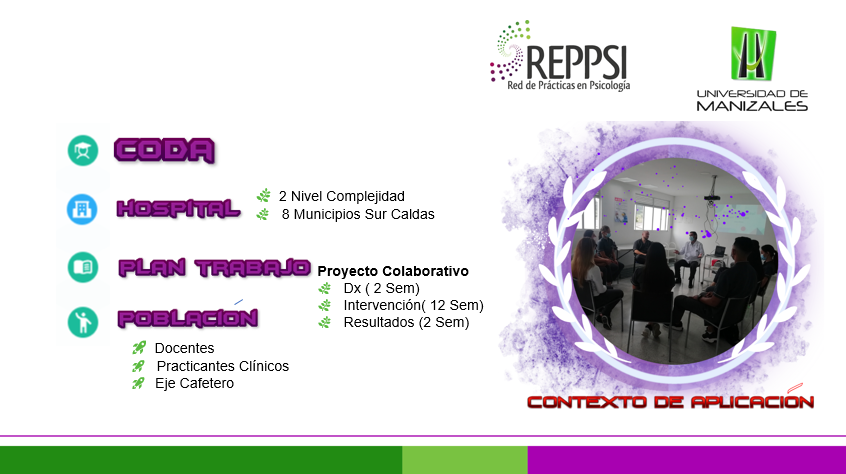 REPPSI
Red de Prácticas en Psicología
UNIVERSIDAD DE
MANIZALES
CODA
HOSPITAL
2 Nivel Complejidad
8 Municipios Sur Caldas
PLAN TRABAJO
Proyecto Colaborativo
Dx ( 2 Sem)
Intervención( 12 Sem)
Resultados (2 Sem)
POBLACIÓN
Docentes
Practicantes Clínicos
Eje Cafetero
CONTEXTO DE APLICACIÓN